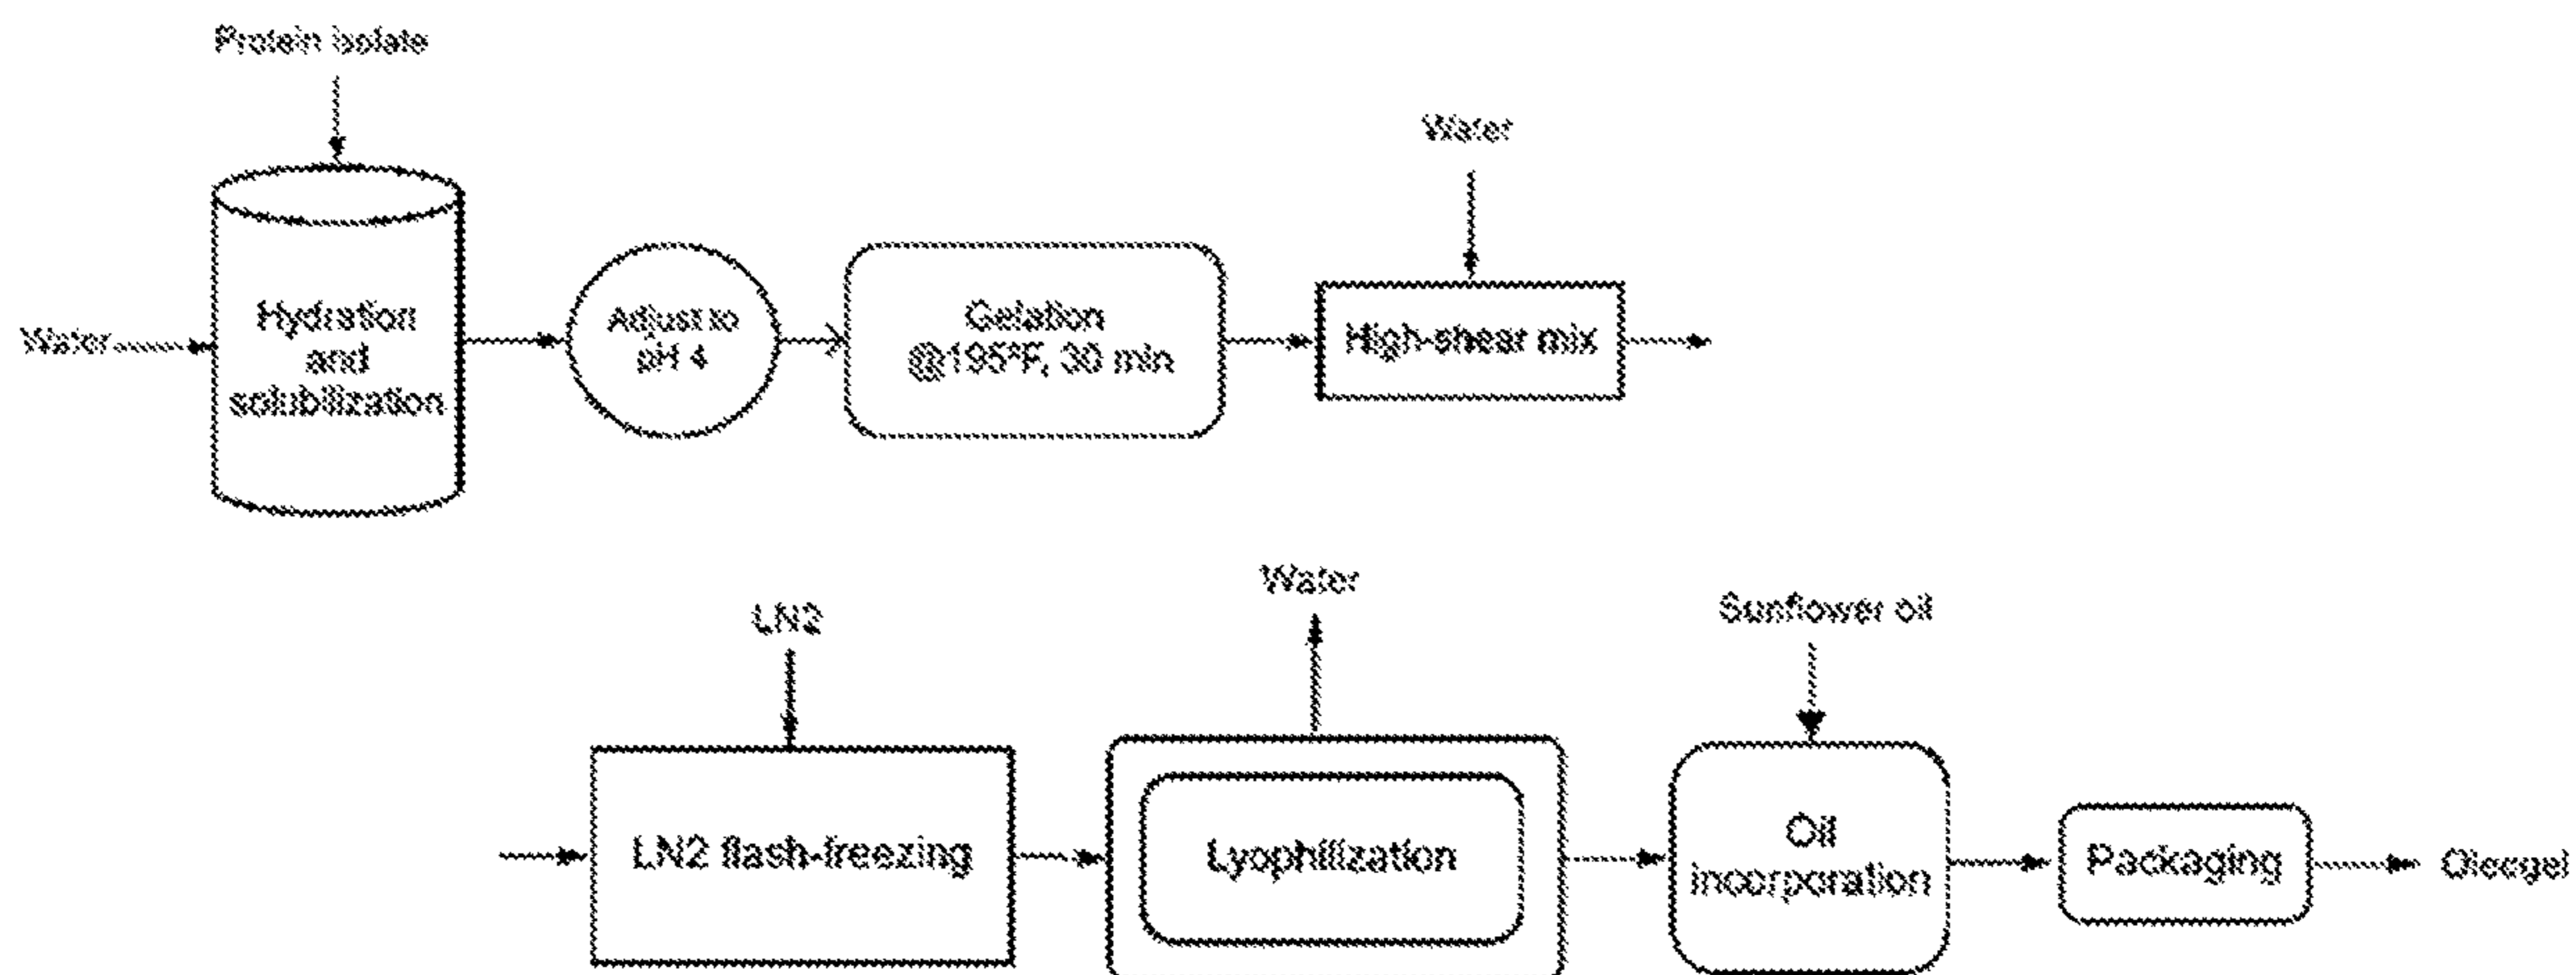 Protein isolate
Water
Hydration
and
solubilization
Adjust to
pH 4
Gelation
@195°F, 30 min
Water
High-shear mix
LN2
Water
Sunflower oil
LN2 flash-freezing
Lyophilization
Oil
incorporation
Packaging
Oleogel